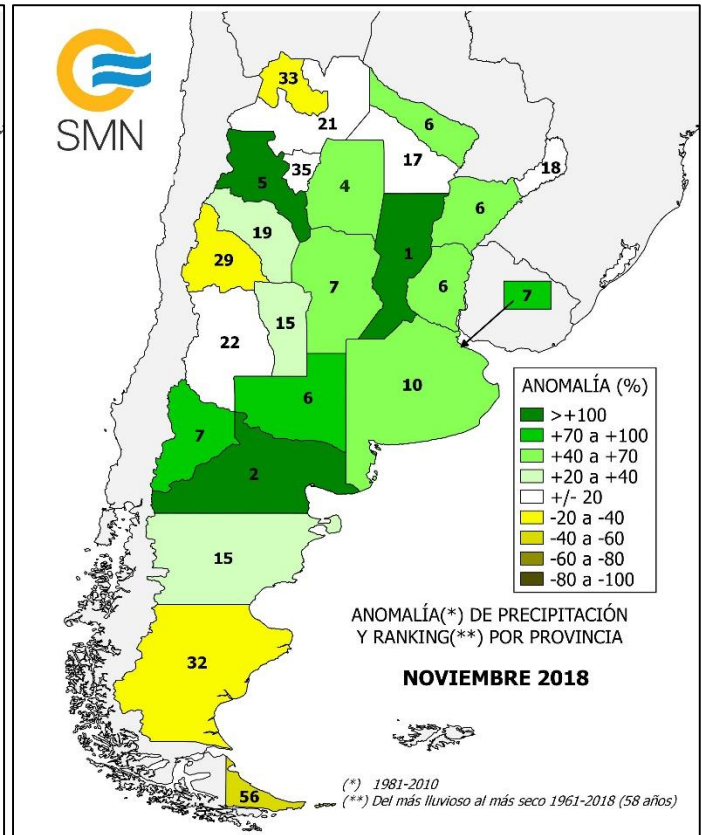 SMN
33
21
6
17
18
35
5
4
6
19
1
29
7
6
7
15
22
10
6
7
2
15
32
56
ANOMALÍA (%)
>+100
+70 a +100
+40 a +70
+20 a +40
+/- 20
-20 a -40
-40 a -60
-60 a -80
-80 a -100
ANOMALÍA(*) DE PRECIPITACIÓN
Y RANKING(**) POR PROVINCIA
NOVIEMBRE 2018
(*) 1981-2010
(**) Del más lluvioso al más seco 1961-2018 (58 años)